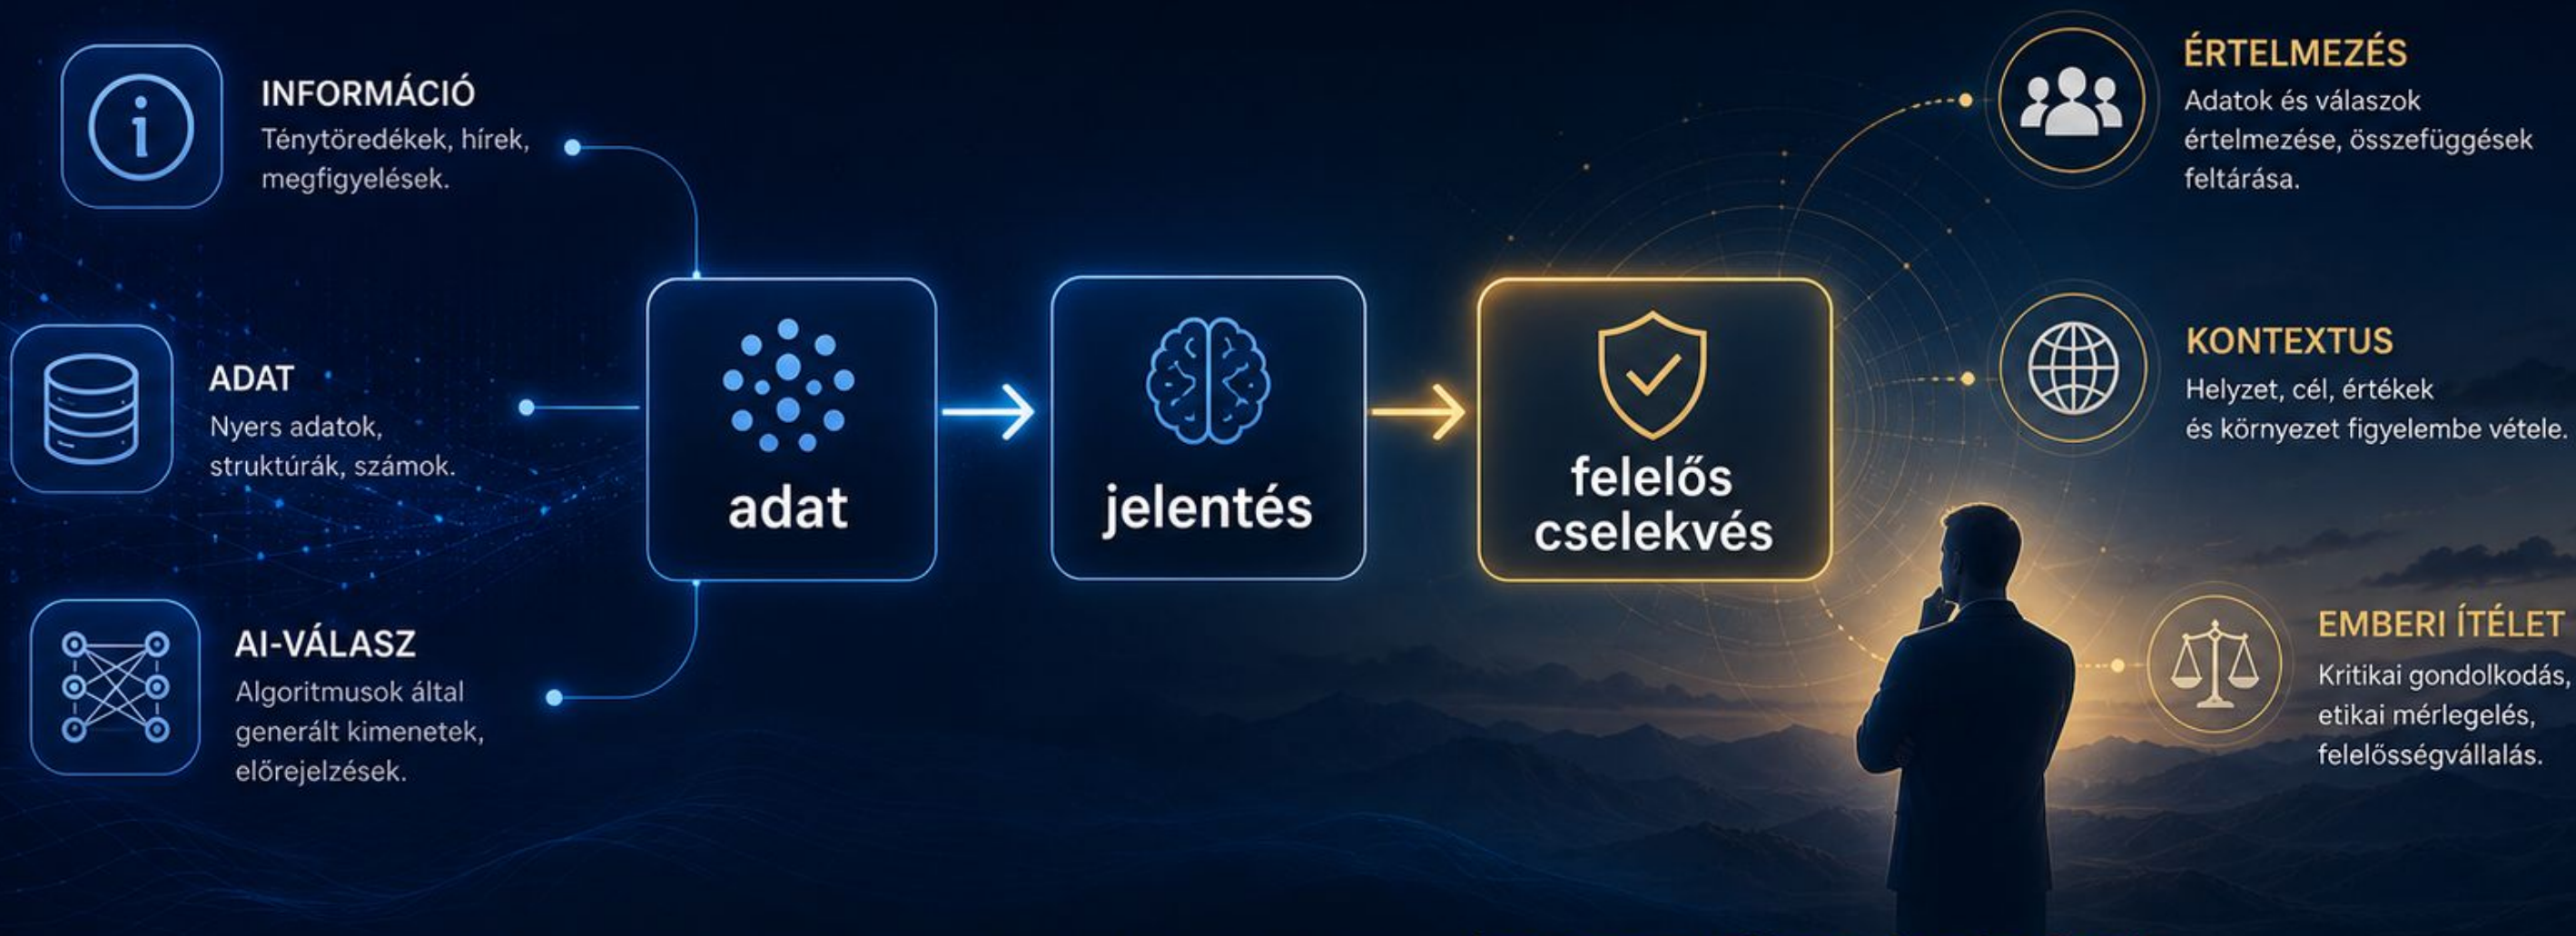 INFORMÁCIÓ
Ténytöredékek, hírek,
megfigyelések.
ADAT
Nyers adatok,
struktúrák, számok.
AI-VÁLASZ
Algoritmusok által
generált kimenetek,
előrejelzések.
adat
jelentés
felelős
cselekvés
ÉRTELMEZÉS
Adatok és válaszok
értelmezése, összefüggések
feltárása.
KONTEXTUS
Helyzet, cél, értékek
és környezet figyelembe vétele.
EMBERI ÍTÉLET
Kritikai gondolkodás,
etikai mérlegelés,
felelősségvállalás.